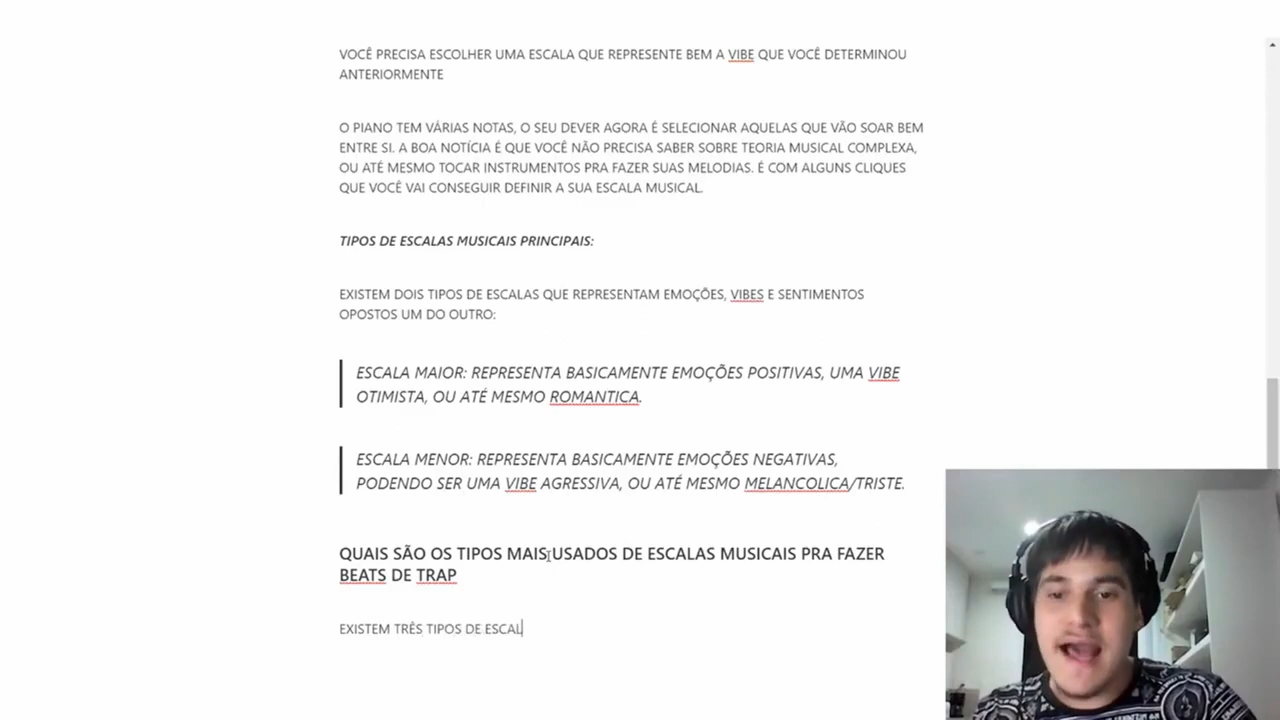 VOCÊ PRECISA ESCOLHER UMA ESCALA QUE REPRESENTE BEM A VIBE QUE VOCÊ DETERMINOU
ANTERIORMENTE
O PIANO TEM VÁRIAS NOTAS, O SEU DEVER AGORA É SELECIONAR AQUELAS QUE VÃO SOAR BEM
ENTRE SI. A BOA NOTÍCIA É QUE VOCÊ NÃO PRECISA SABER SOBRE TEORIA MUSICAL COMPLEXA,
OU ATÉ MESMO TOCAR INSTRUMENTOS PRA FAZER SUAS MELODIAS. É COM ALGUNS CLIQUES
QUE VOCÊ VAI CONSEGUIR DEFINIR A SUA ESCALA MUSICAL.
TIPOS DE ESCALAS MUSICAIS PRINCIPAIS:
EXISTEM DOIS TIPOS DE ESCALAS QUE REPRESENTAM EMOÇÕES, VIBES E SENTIMENTOS
OPOSTOS UM DO OUTRO:
ESCALA MAIOR: REPRESENTA BASICAMENTE EMOÇÕES POSITIVAS, UMA VIBE
OTIMISTA, OU ATÉ MESMO ROMANTICA.
ESCALA MENOR: REPRESENTA BASICAMENTE EMOÇÕES NEGATIVAS,
PODENDO SER UMA VIBE AGRESSIVA, OU ATÉ MESMO MELANCOLICA/TRISTE.
QUAIS SÃO OS TIPOS MAIS USADOS DE ESCALAS MUSICAIS PRA FAZER
BEATS DE TRAP
EXISTEM TRÊS TIPOS DE ESCAL